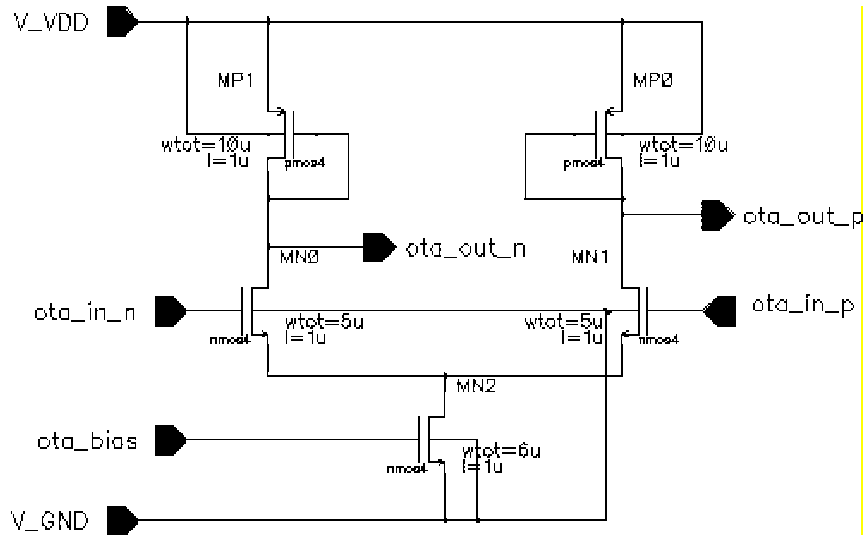 V_VDD
MP1
MP0
wtot=10u
l=1u
pmos4
pmos4
wtot=10u
l=1u
ota_out_p
ota_out_n
MN0
MN1
ota_in_n
ota_in_p
wtot=5u
l=1u
nmos4
wtot=5u
l=1u
nmos4
MN2
ota_bias
wtot=6u
l=1u
nmos4
V_GND